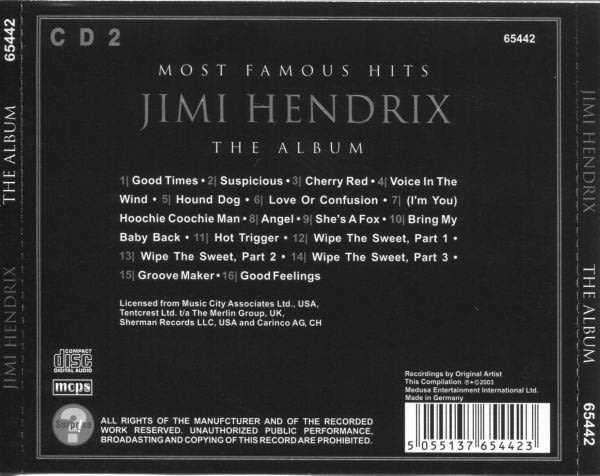 CD2
65442
MOST FAMOUS HITS
JIMI HENDRIX
THE ALBUM
1| Good Times • 2| Suspicious • 3| Cherry Red • 4| Voice In The
Wind • 5| Hound Dog • 6| Love Or Confusion • 7| (I'm You)
Hoochie Coochie Man • 8| Angel • 9| She's A Fox • 10| Bring My
Baby Back • 11| Hot Trigger • 12| Wipe The Sweet, Part 1 •
13| Wipe The Sweet, Part 2 • 14| Wipe The Sweet, Part 3 •
15| Groove Maker • 16| Good Feelings
Licensed from Music City Associates Ltd., USA,
Tentcrest Ltd. t/a The Merlin Group, UK,
Sherman Records LLC, USA and Carinco AG, CH
COMPACT
disc
DIGITAL AUDIO
mcps
Surprise
ALL RIGHTS OF THE MANUFCTURER AND OF THE RECORDED
WORK RESERVED. UNAUTHORIZED PUBLIC PERFORMANCE,
BROADASTING AND COPYING OF THIS RECORD ARE PROHIBITED.
Recordings by Original Artist
This Compilation ℗+©2003
Medusa Entertainment International Ltd.
Made in Germany
5 055137 654423
JIMI HENDRIX THE ALBUM 65442
JIMI HENDRIX THE ALBUM 65442